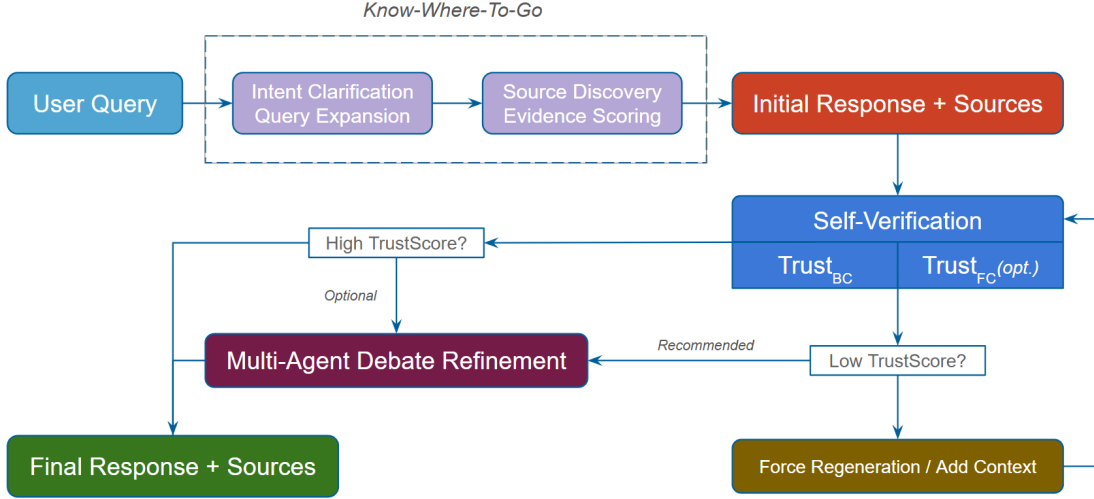 Know-Where-To-Go
User Query
Intent Clarification
Query Expansion
Source Discovery
Evidence Scoring
Initial Response + Sources
Self-Verification
TrustBC
TrustFC(opt.)
High TrustScore?
Optional
Multi-Agent Debate Refinement
Recommended
Low TrustScore?
Final Response + Sources
Force Regeneration / Add Context